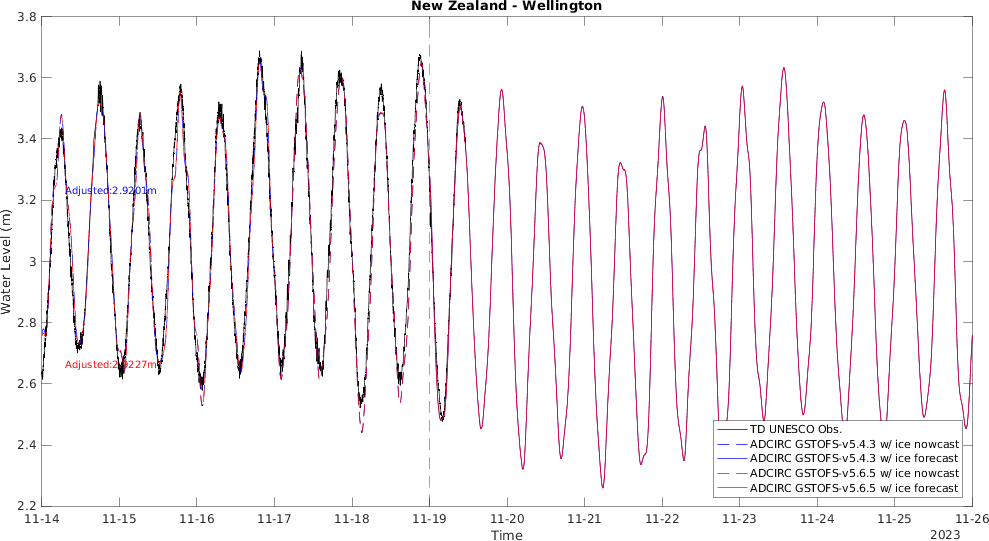 New Zealand - Wellington
3.8
3.6
3.4
3.2
3
2.8
2.6
2.4
2.2
Water Level (m)
Adjusted:2.9201m
Adjusted:2.9227m
TD UNESCO Obs.
ADCIRC GSTOFS-v5.4.3 w/ ice nowcast
ADCIRC GSTOFS-v5.4.3 w/ ice forecast
ADCIRC GSTOFS-v5.6.5 w/ ice nowcast
ADCIRC GSTOFS-v5.6.5 w/ ice forecast
11-14 11-15 11-16 11-17 11-18 11-19 11-20 11-21 11-22 11-23 11-24 11-25 11-26
Time
2023